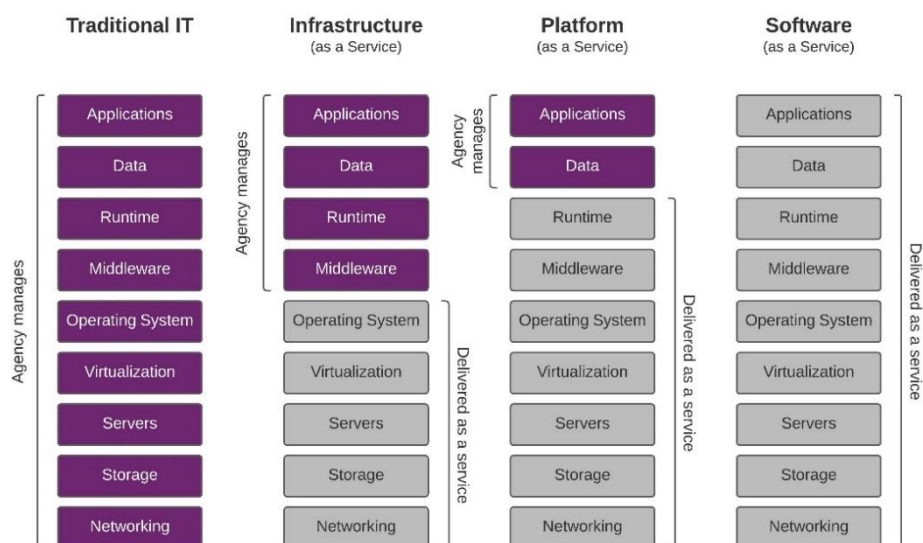 Traditional IT
Infrastructure
(as a Service)
Platform
(as a Service)
Software
(as a Service)
Agency manages
Applications
Data
Runtime
Middleware
Operating System
Virtualization
Servers
Storage
Networking
Agency manages
Applications
Data
Runtime
Middleware
Operating System
Virtualization
Servers
Storage
Networking
Delivered as a service
Agency
manages
Applications
Data
Runtime
Middleware
Operating System
Virtualization
Servers
Storage
Networking
Delivered as a service
Applications
Data
Runtime
Middleware
Operating System
Virtualization
Servers
Storage
Networking
Delivered as a service